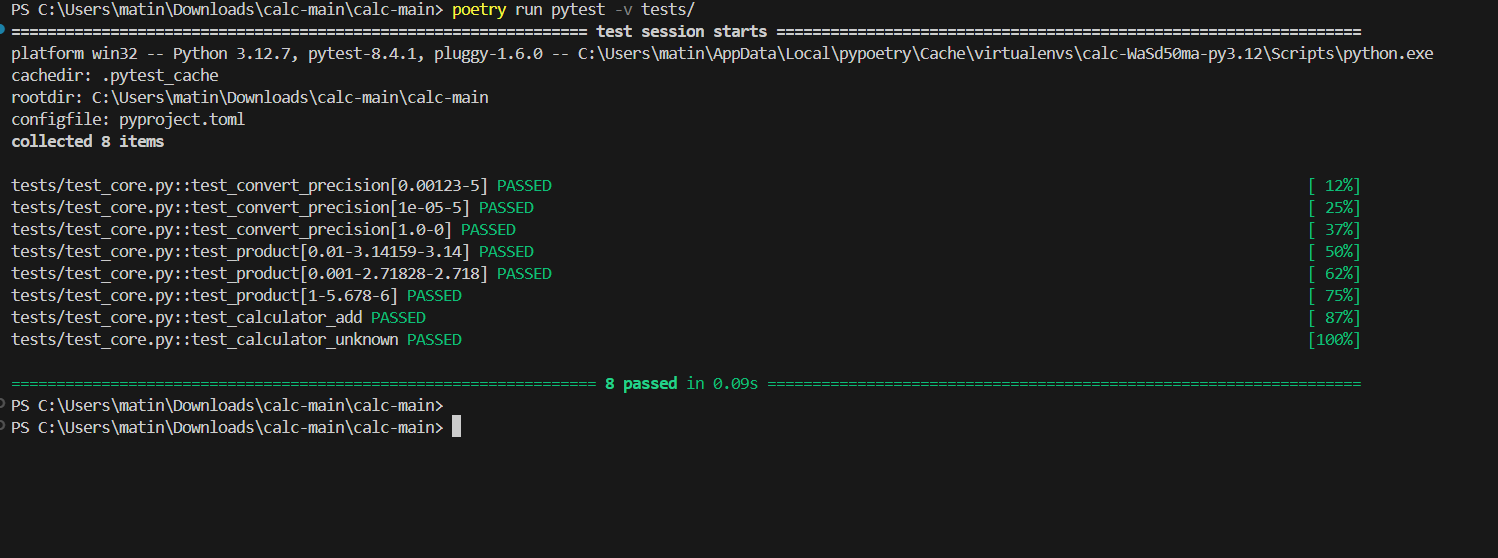 PS C:\Users\matin\Downloads\calc-main\calc-main> poetry run pytest -v tests/
================================================================ test session starts =================================================================
platform win32 -- Python 3.12.7, pytest-8.4.1, pluggy-1.6.0 -- C:\Users\matin\AppData\Local\pypoetry\Cache\virtualenvs\calc-WaSd50ma-py3.12\Scripts\python.exe
cachedir: .pytest_cache
rootdir: C:\Users\matin\Downloads\calc-main\calc-main
configfile: pyproject.toml
collected 8 items
tests/test_core.py::test_convert_precision[0.00123-5] PASSED [ 12%]
tests/test_core.py::test_convert_precision[1e-05-5] PASSED [ 25%]
tests/test_core.py::test_convert_precision[1.0-0] PASSED [ 37%]
tests/test_core.py::test_product[0.01-3.14159-3.14] PASSED [ 50%]
tests/test_core.py::test_product[0.001-2.71828-2.718] PASSED [ 62%]
tests/test_core.py::test_product[1-5.678-6] PASSED [ 75%]
tests/test_core.py::test_calculator_add PASSED [ 87%]
tests/test_core.py::test_calculator_unknown PASSED [100%]
================================================================= 8 passed in 0.09s ==================================================================
PS C:\Users\matin\Downloads\calc-main\calc-main>
PS C:\Users\matin\Downloads\calc-main\calc-main>